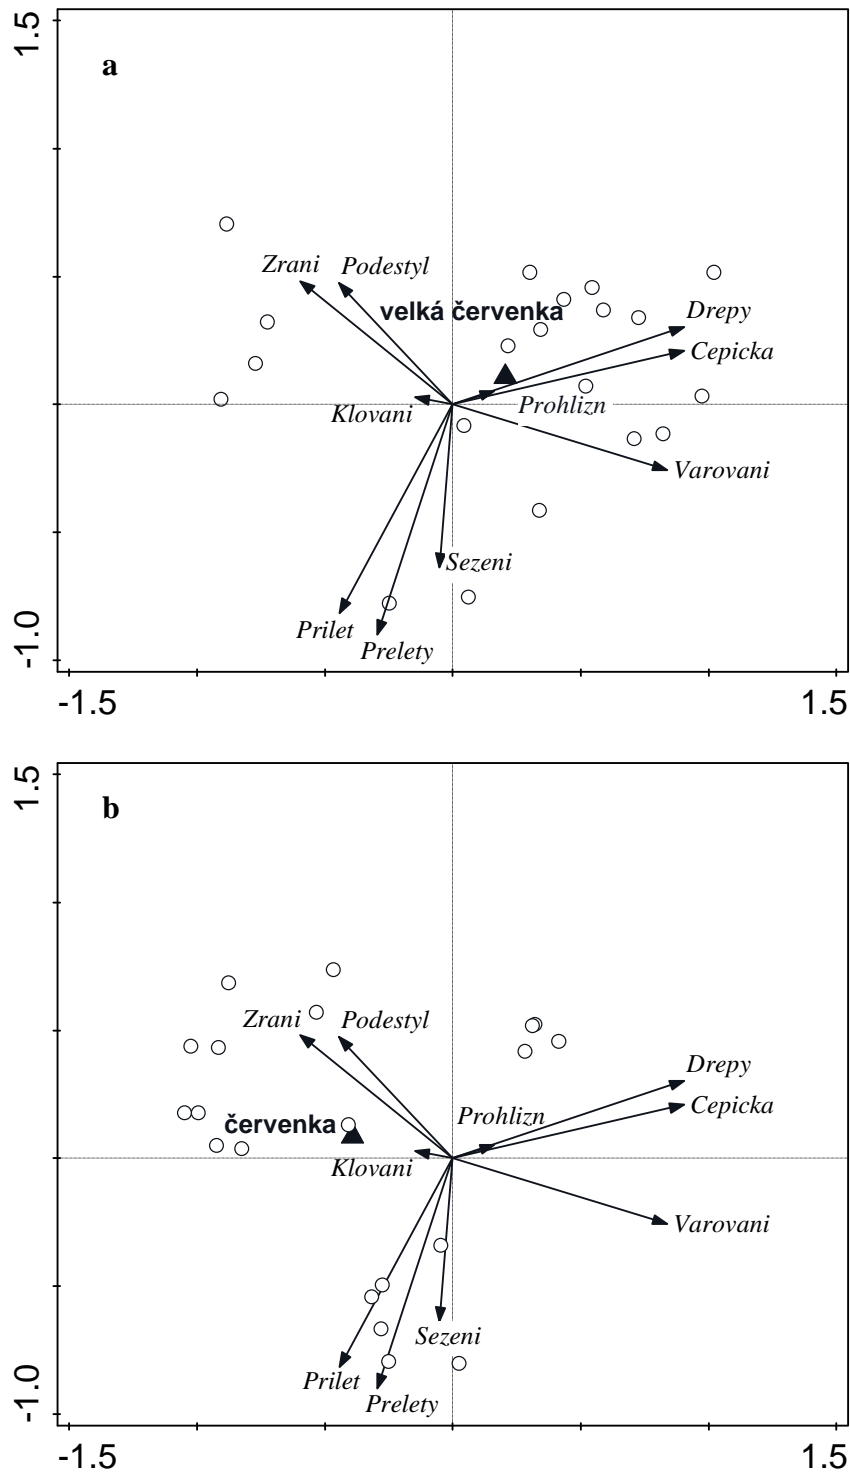 1.5
a
Zrani Podestyl
velká červenka
Drepy
Cepicka
Klovani
Prohlizn
Varovani
Sezeni
Prilet
Prelety
-1.0
-1.5 1.5
1.5
b
Zrani Podestyl
Drepy
Cepicka
Prohlizn
červenka
Klovani
Varovani
Sezeni
Prilet
Prelety
-1.0
-1.5 1.5